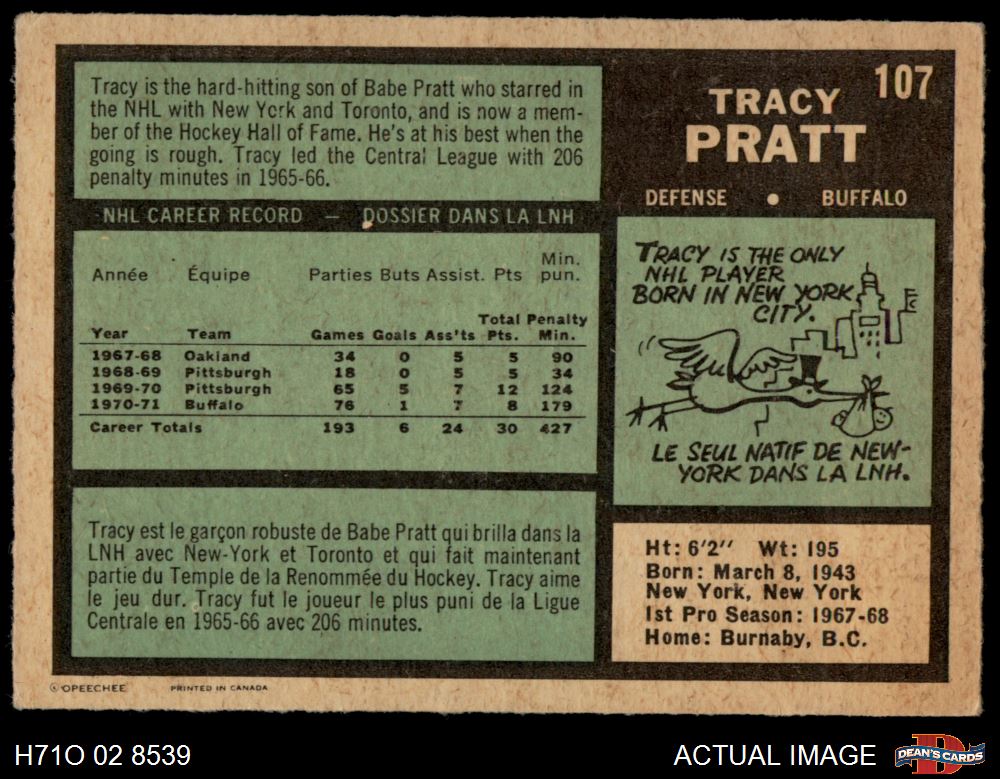 107
TRACY
PRATT
DEFENSE • BUFFALO
Tracy is the hard-hitting son of Babe Pratt who starred in
the NHL with New York and Toronto, and is now a mem-
ber of the Hockey Hall of Fame. He's at his best when the
going is rough. Tracy led the Central League with 206
penalty minutes in 1965-66.
NHL CAREER RECORD — DOSSIER DANS LA LNH
Année Équipe Parties Buts Assist. Pts Min. pun.
Year Team Games Goals Ass'ts Total Pts. Penalty Min.
1967-68 Oakland 34 0 5 5 90
1968-69 Pittsburgh 18 0 5 5 34
1969-70 Pittsburgh 65 5 7 12 124
1970-71 Buffalo 76 1 7 8 179
Career Totals 193 6 24 30 427
Tracy est le garçon robuste de Babe Pratt qui brilla dans la
LNH avec New-York et Toronto et qui fait maintenant
partie du Temple de la Renommée du Hockey. Tracy aime
le jeu dur. Tracy fut le joueur le plus puni de la Ligue
Centrale en 1965-66 avec 206 minutes.
TRACY IS THE ONLY
NHL PLAYER
BORN IN NEW YORK
CITY.
LE SEUL NATIF DE NEW-
YORK DANS LA LNH.
Ht: 6'2" Wt: 195
Born: March 8, 1943
New York, New York
1st Pro Season: 1967-68
Home: Burnaby, B.C.
© OPEECHEE PRINTED IN CANADA
H71O 02 8539
ACTUAL IMAGE
D
DEAN'S CARDS